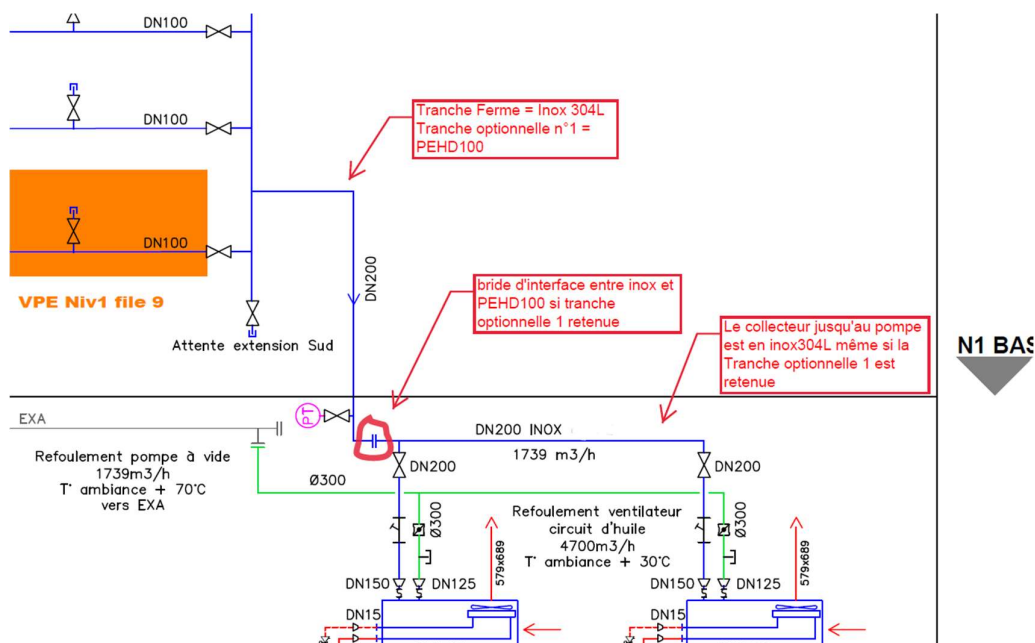 DN100
Tranche Ferme = Inox 304L
Tranche optionnelle n°1 =
PEHD100
DN100
DN100
DN200
VPE Niv1 file 9
bride d'interface entre inox et
PEHD100 si tranche
optionnelle 1 retenue
Attente extension Sud
Le collecteur jusqu'au pompe
est en inox304L même si la
Tranche optionnelle 1 est
retenue
N1 BAS
PT
EXA
DN200 INOX
1739 m3/h
Refoulement pompe à vide
1739m3/h
T° ambiance + 70°C
vers EXA
DN200
DN200
Ø300
Refoulement ventilateur
circuit d'huile
4700m3/h
T° ambiance + 30°C
Ø300
Ø300
579x689
579x689
DN150
DN125
DN150
DN125
DN15
DN15